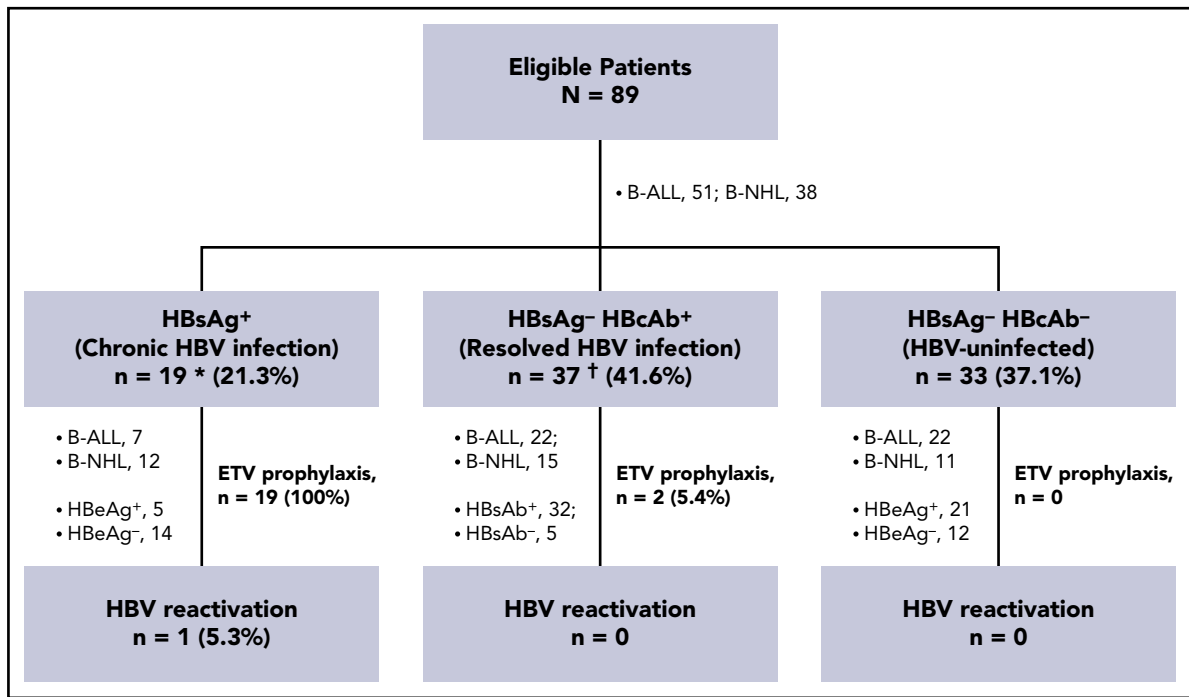 Eligible Patients
N = 89
• B-ALL, 51; B-NHL, 38
HBsAg⁺
(Chronic HBV infection)
n = 19 * (21.3%)
HBsAg⁻ HBcAb⁺
(Resolved HBV infection)
n = 37 † (41.6%)
HBsAg⁻ HBcAb⁻
(HBV-uninfected)
n = 33 (37.1%)
• B-ALL, 7
• B-NHL, 12
• HBeAg⁺, 5
• HBeAg⁻, 14
ETV prophylaxis,
n = 19 (100%)
• B-ALL, 22;
• B-NHL, 15
• HBsAb⁺, 32;
• HBsAb⁻, 5
ETV prophylaxis,
n = 2 (5.4%)
• B-ALL, 22
• B-NHL, 11
• HBeAg⁺, 21
• HBeAg⁻, 12
ETV prophylaxis,
n = 0
HBV reactivation
n = 1 (5.3%)
HBV reactivation
n = 0
HBV reactivation
n = 0